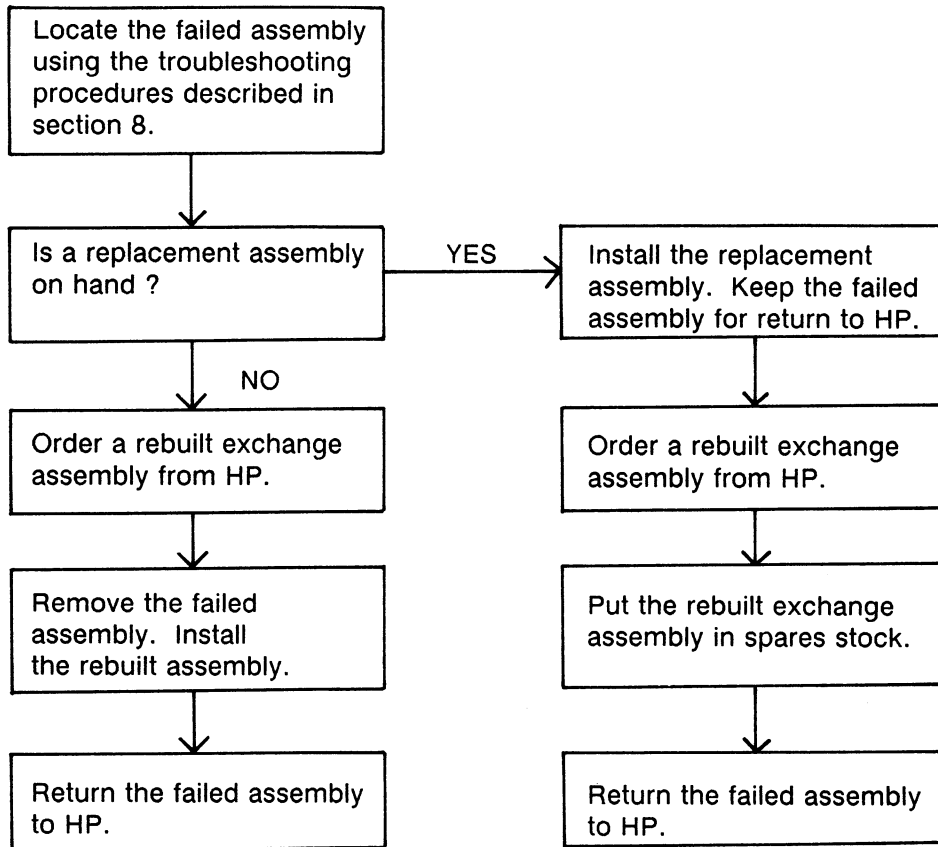 Locate the failed assembly
using the troubleshooting
procedures described in
section 8.
Is a replacement assembly
on hand ?
YES
Install the replacement
assembly. Keep the failed
assembly for return to HP.
NO
Order a rebuilt exchange
assembly from HP.
Order a rebuilt exchange
assembly from HP.
Remove the failed
assembly. Install
the rebuilt assembly.
Put the rebuilt exchange
assembly in spares stock.
Return the failed assembly
to HP.
Return the failed assembly
to HP.